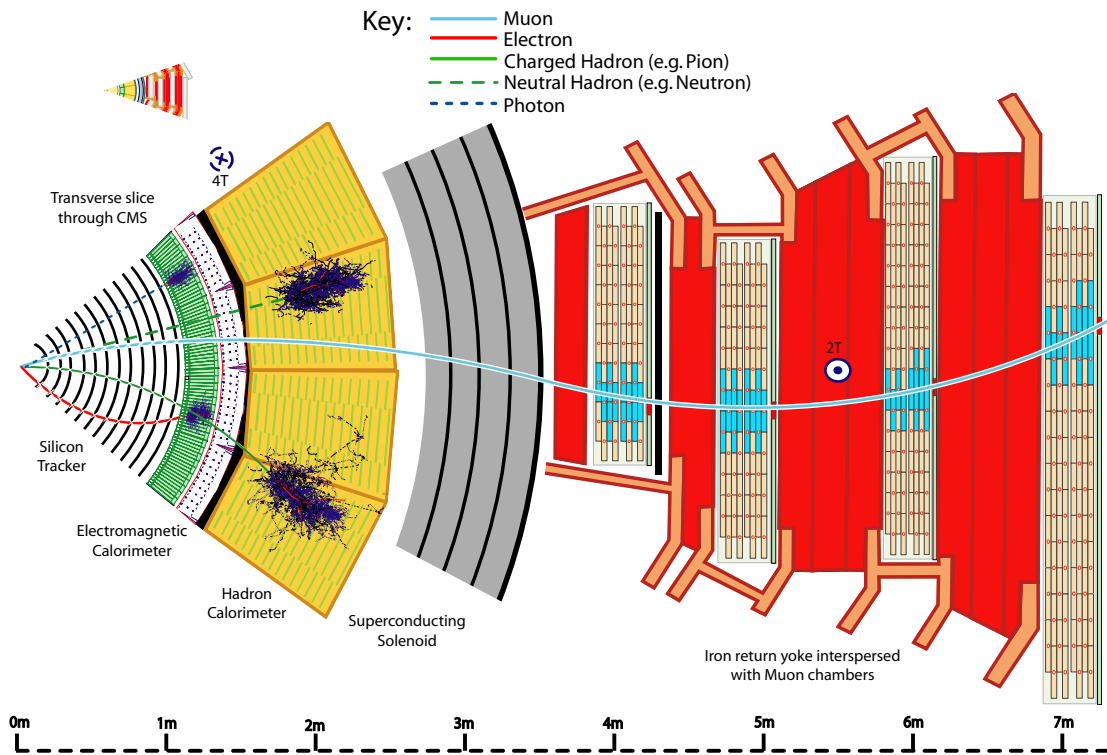 Key:
Muon
Electron
Charged Hadron (e.g. Pion)
Neutral Hadron (e.g. Neutron)
Photon
4T
Transverse slice
through CMS
2T
Silicon
Tracker
Electromagnetic
Calorimeter
Hadron
Calorimeter
Superconducting
Solenoid
Iron return yoke interspersed
with Muon chambers
0m 1m 2m 3m 4m 5m 6m 7m